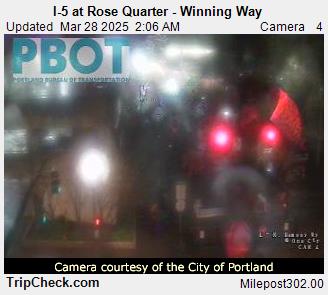 I-5 at Rose Quarter - Winning Way
Updated Mar 28 2025 2:06 AM Camera 4
PBOT
PORTLAND BUREAU OF TRANSPORTATION
Camera courtesy of the City of Portland
TripCheck.com Milepost302.00